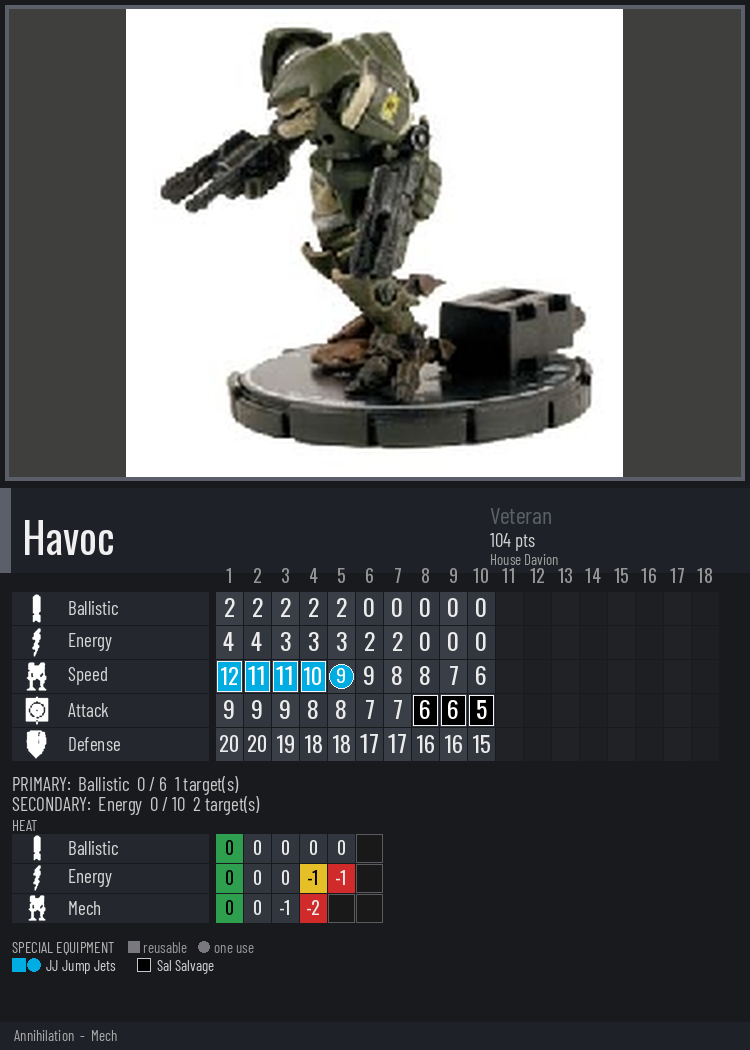 Havoc
Veteran
104 pts
House Davion
1 2 3 4 5 6 7 8 9 10 11 12 13 14 15 16 17 18
Ballistic 2 2 2 2 2 0 0 0 0 0
Energy 4 4 3 3 3 2 2 0 0 0
Speed 12 11 11 10 9 9 8 8 7 6
Attack 9 9 9 8 8 7 7 6 6 5
Defense 20 20 19 18 18 17 17 16 16 15
PRIMARY: Ballistic 0 / 6 1 target(s)
SECONDARY: Energy 0 / 10 2 target(s)
HEAT
Ballistic 0 0 0 0 0
Energy 0 0 0 -1 -1
Mech 0 0 -1 -2
SPECIAL EQUIPMENT reusable one use
JJ Jump Jets Sal Salvage
Annihilation - Mech